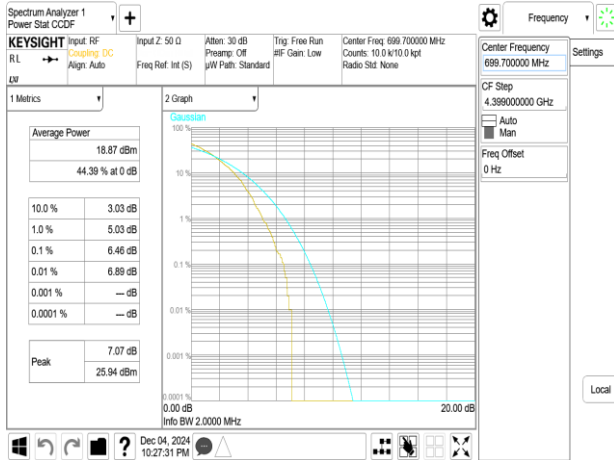 Spectrum Analyzer 1
Power Stat CCDF
Frequency
KEYSIGHT
RL
LXI
Input: RF
Coupling: DC
Align: Auto
Input Z: 50 Ω
Freq Ref: Int (S)
Atten: 30 dB
Preamp: Off
µW Path: Standard
Trig: Free Run
#IF Gain: Low
Center Freq: 699.700000 MHz
Counts: 10.0 k/10.0 kpt
Radio Std: None
Center Frequency
699.700000 MHz
Settings
CF Step
4.399000000 GHz
Auto
Man
Freq Offset
0 Hz
Local
1 Metrics
Average Power
18.87 dBm
44.39 % at 0 dB
10.0 % 3.03 dB
1.0 % 5.03 dB
0.1 % 6.46 dB
0.01 % 6.89 dB
0.001 % --- dB
0.0001 % --- dB
Peak 7.07 dB
25.94 dBm
2 Graph
Gaussian
100 %
10 %
1 %
0.1 %
0.01 %
0.001 %
0.0001 %
0.00 dB 20.00 dB
Info BW 2.0000 MHz
?
Dec 04, 2024
10:27:31 PM